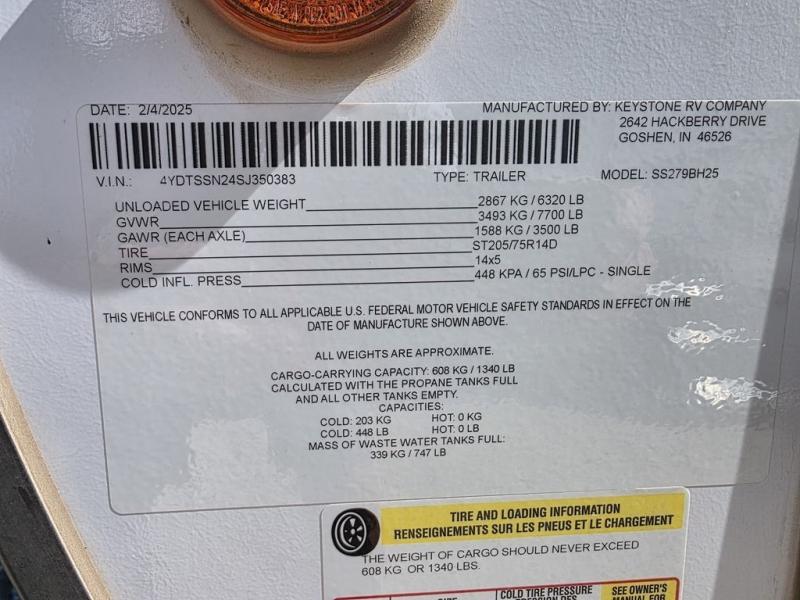 DATE: 2/4/2025
MANUFACTURED BY: KEYSTONE RV COMPANY
2642 HACKBERRY DRIVE
GOSHEN, IN 46526
V.I.N.: 4YDTSSN24SJ350383 TYPE: TRAILER MODEL: SS279BH25
UNLOADED VEHICLE WEIGHT 2867 KG / 6320 LB
GVWR 3493 KG / 7700 LB
GAWR (EACH AXLE) 1588 KG / 3500 LB
TIRE ST205/75R14D
RIMS 14x5
COLD INFL. PRESS 448 KPA / 65 PSI/LPC - SINGLE
THIS VEHICLE CONFORMS TO ALL APPLICABLE U.S. FEDERAL MOTOR VEHICLE SAFETY STANDARDS IN EFFECT ON THE
DATE OF MANUFACTURE SHOWN ABOVE.
ALL WEIGHTS ARE APPROXIMATE.
CARGO-CARRYING CAPACITY: 608 KG / 1340 LB
CALCULATED WITH THE PROPANE TANKS FULL
AND ALL OTHER TANKS EMPTY.
CAPACITIES:
COLD: 203 KG HOT: 0 KG
COLD: 448 LB HOT: 0 LB
MASS OF WASTE WATER TANKS FULL:
339 KG / 747 LB
TIRE AND LOADING INFORMATION
RENSEIGNEMENTS SUR LES PNEUS ET LE CHARGEMENT
THE WEIGHT OF CARGO SHOULD NEVER EXCEED
608 KG OR 1340 LBS.
COLD TIRE PRESSURE
SEE OWNER'S
MANUAL FOR